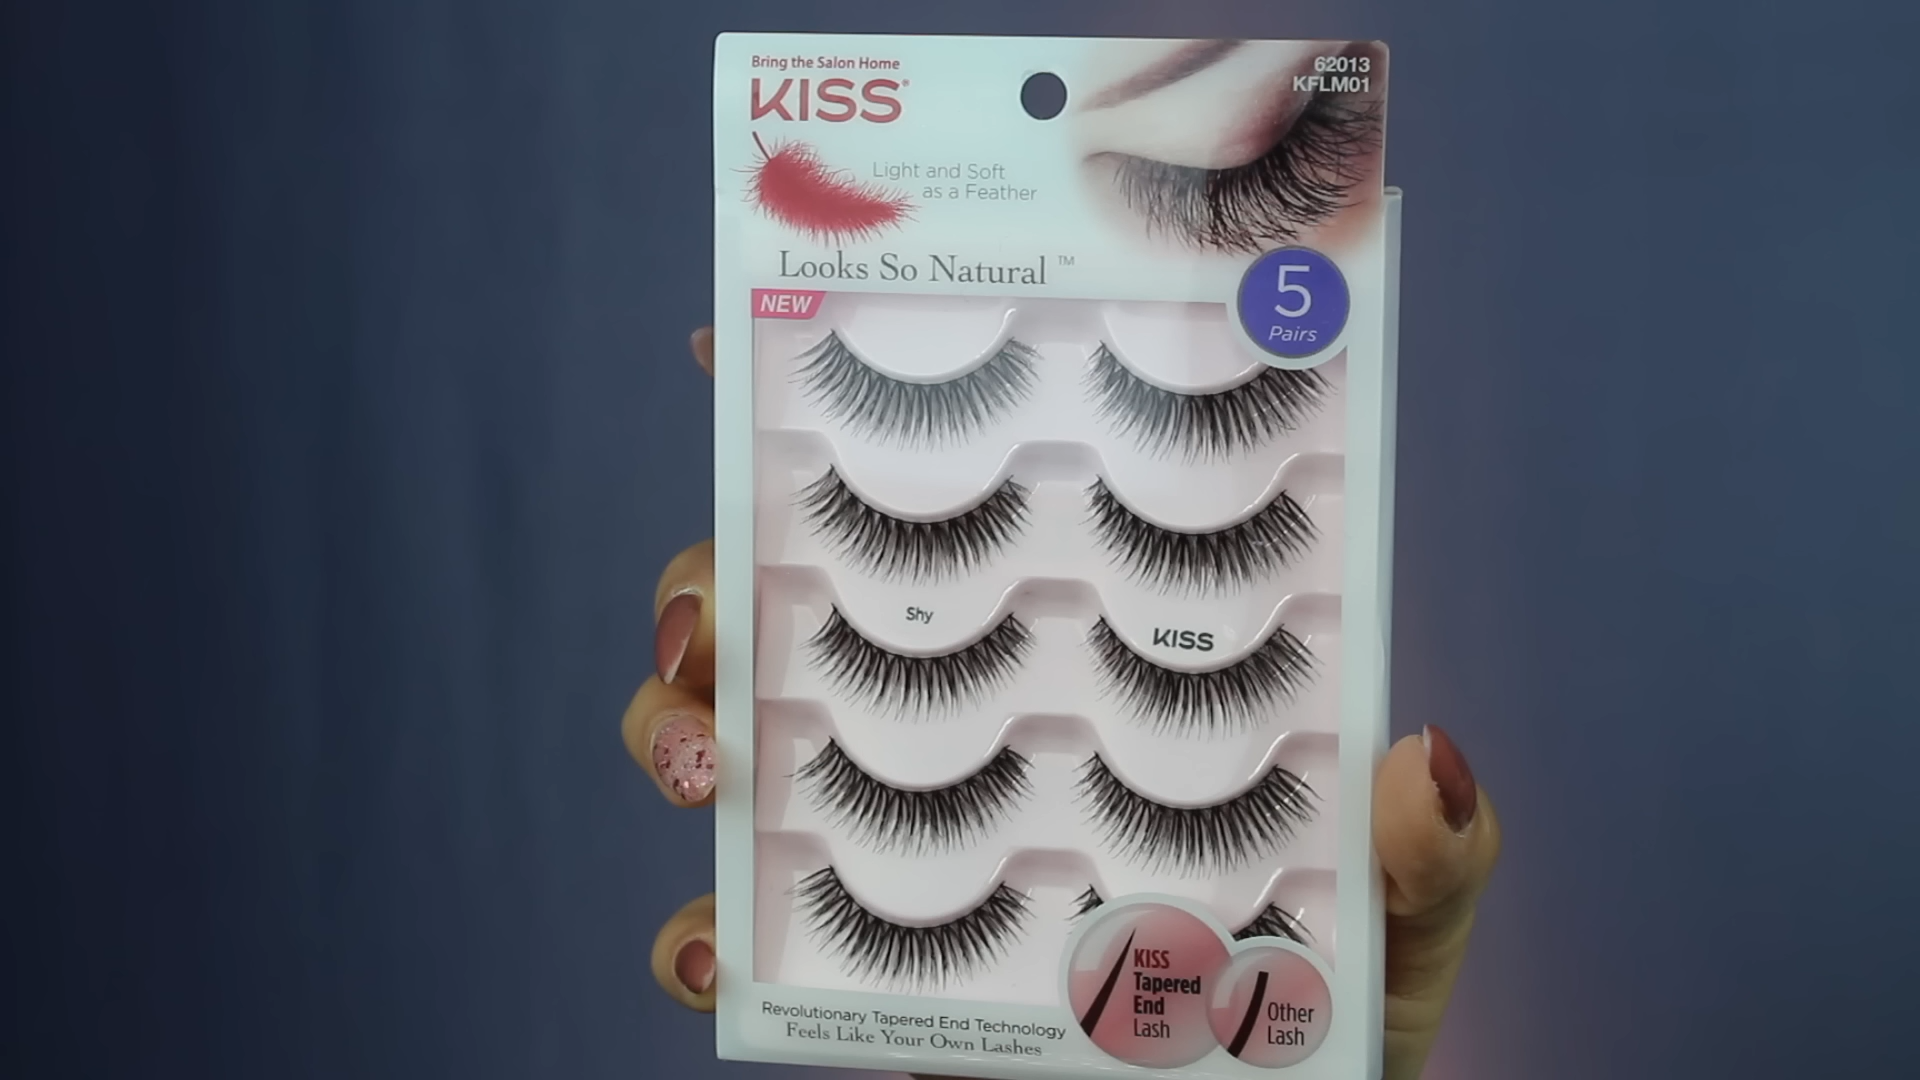 Bring the Salon Home
KISS®
62013
KFLM01
Light and Soft
as a Feather
Looks So Natural™
NEW
5
Pairs
Shy
KISS
KISS
Tapered
End
Lash
Other
Lash
Revolutionary Tapered End Technology
Feels Like Your Own Lashes